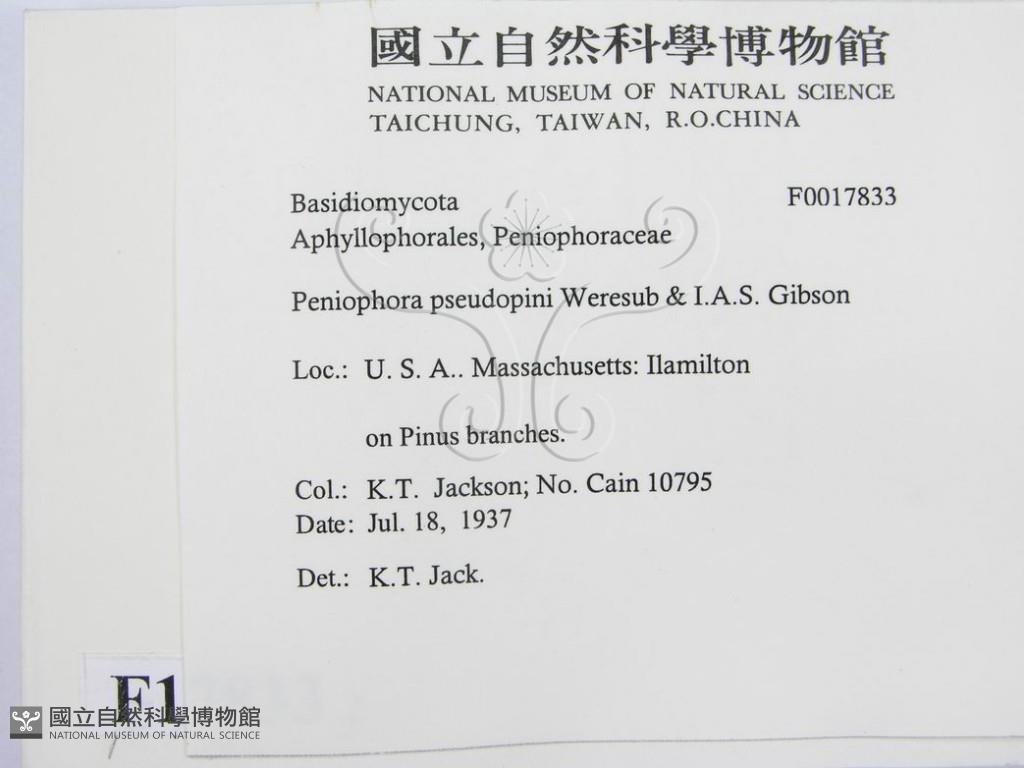 國立自然科學博物館
NATIONAL MUSEUM OF NATURAL SCIENCE
TAICHUNG, TAIWAN, R.O.CHINA
Basidiomycota F0017833
Aphyllophorales, Peniophoraceae
Peniophora pseudopini Weresub & I.A.S. Gibson
Loc.: U. S. A.. Massachusetts: Ilamilton
on Pinus branches.
Col.: K.T. Jackson; No. Cain 10795
Date: Jul. 18, 1937
Det.: K.T. Jack.
F17833
國立自然科學博物館
NATIONAL MUSEUM OF NATURAL SCIENCE